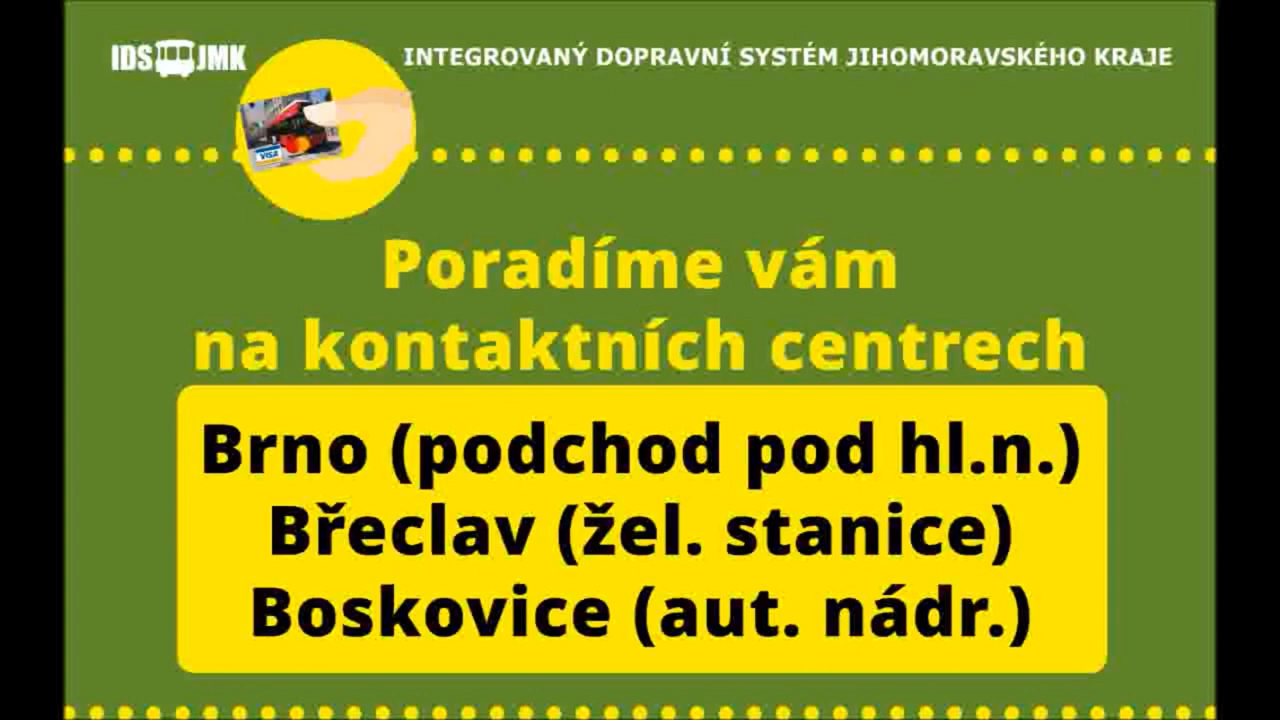 IDS JMK
INTEGROVANÝ DOPRAVNÍ SYSTÉM JIHOMORAVSKÉHO KRAJE
VISA
Poradíme vám
na kontaktních centrech
Brno (podchod pod hl.n.)
Břeclav (žel. stanice)
Boskovice (aut. nádr.)